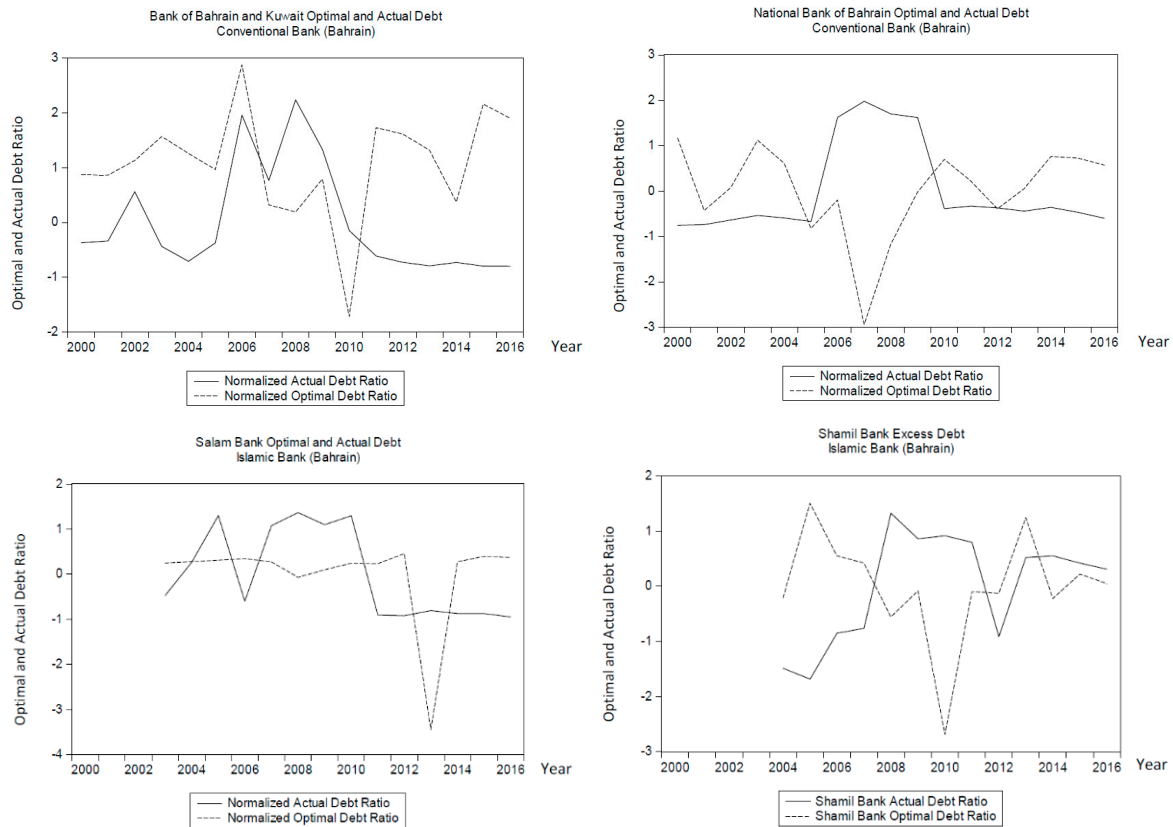 Bank of Bahrain and Kuwait Optimal and Actual Debt
Conventional Bank (Bahrain)
Optimal and Actual Debt Ratio
3
2
1
0
-1
-2
2000 2002 2004 2006 2008 2010 2012 2014 2016 Year
Normalized Actual Debt Ratio
Normalized Optimal Debt Ratio
National Bank of Bahrain Optimal and Actual Debt
Conventional Bank (Bahrain)
Optimal and Actual Debt Ratio
3
2
1
0
-1
-2
-3
2000 2002 2004 2006 2008 2010 2012 2014 2016 Year
Normalized Actual Debt Ratio
Normalized Optimal Debt Ratio
Salam Bank Optimal and Actual Debt
Islamic Bank (Bahrain)
Optimal and Actual Debt Ratio
2
1
0
-1
-2
-3
-4
2000 2002 2004 2006 2008 2010 2012 2014 2016 Year
Normalized Actual Debt Ratio
Normalized Optimal Debt Ratio
Shamil Bank Excess Debt
Islamic Bank (Bahrain)
Optimal and Actual Debt Ratio
2
1
0
-1
-2
-3
2000 2002 2004 2006 2008 2010 2012 2014 2016 Year
Shamil Bank Actual Debt Ratio
Shamil Bank Optimal Debt Ratio